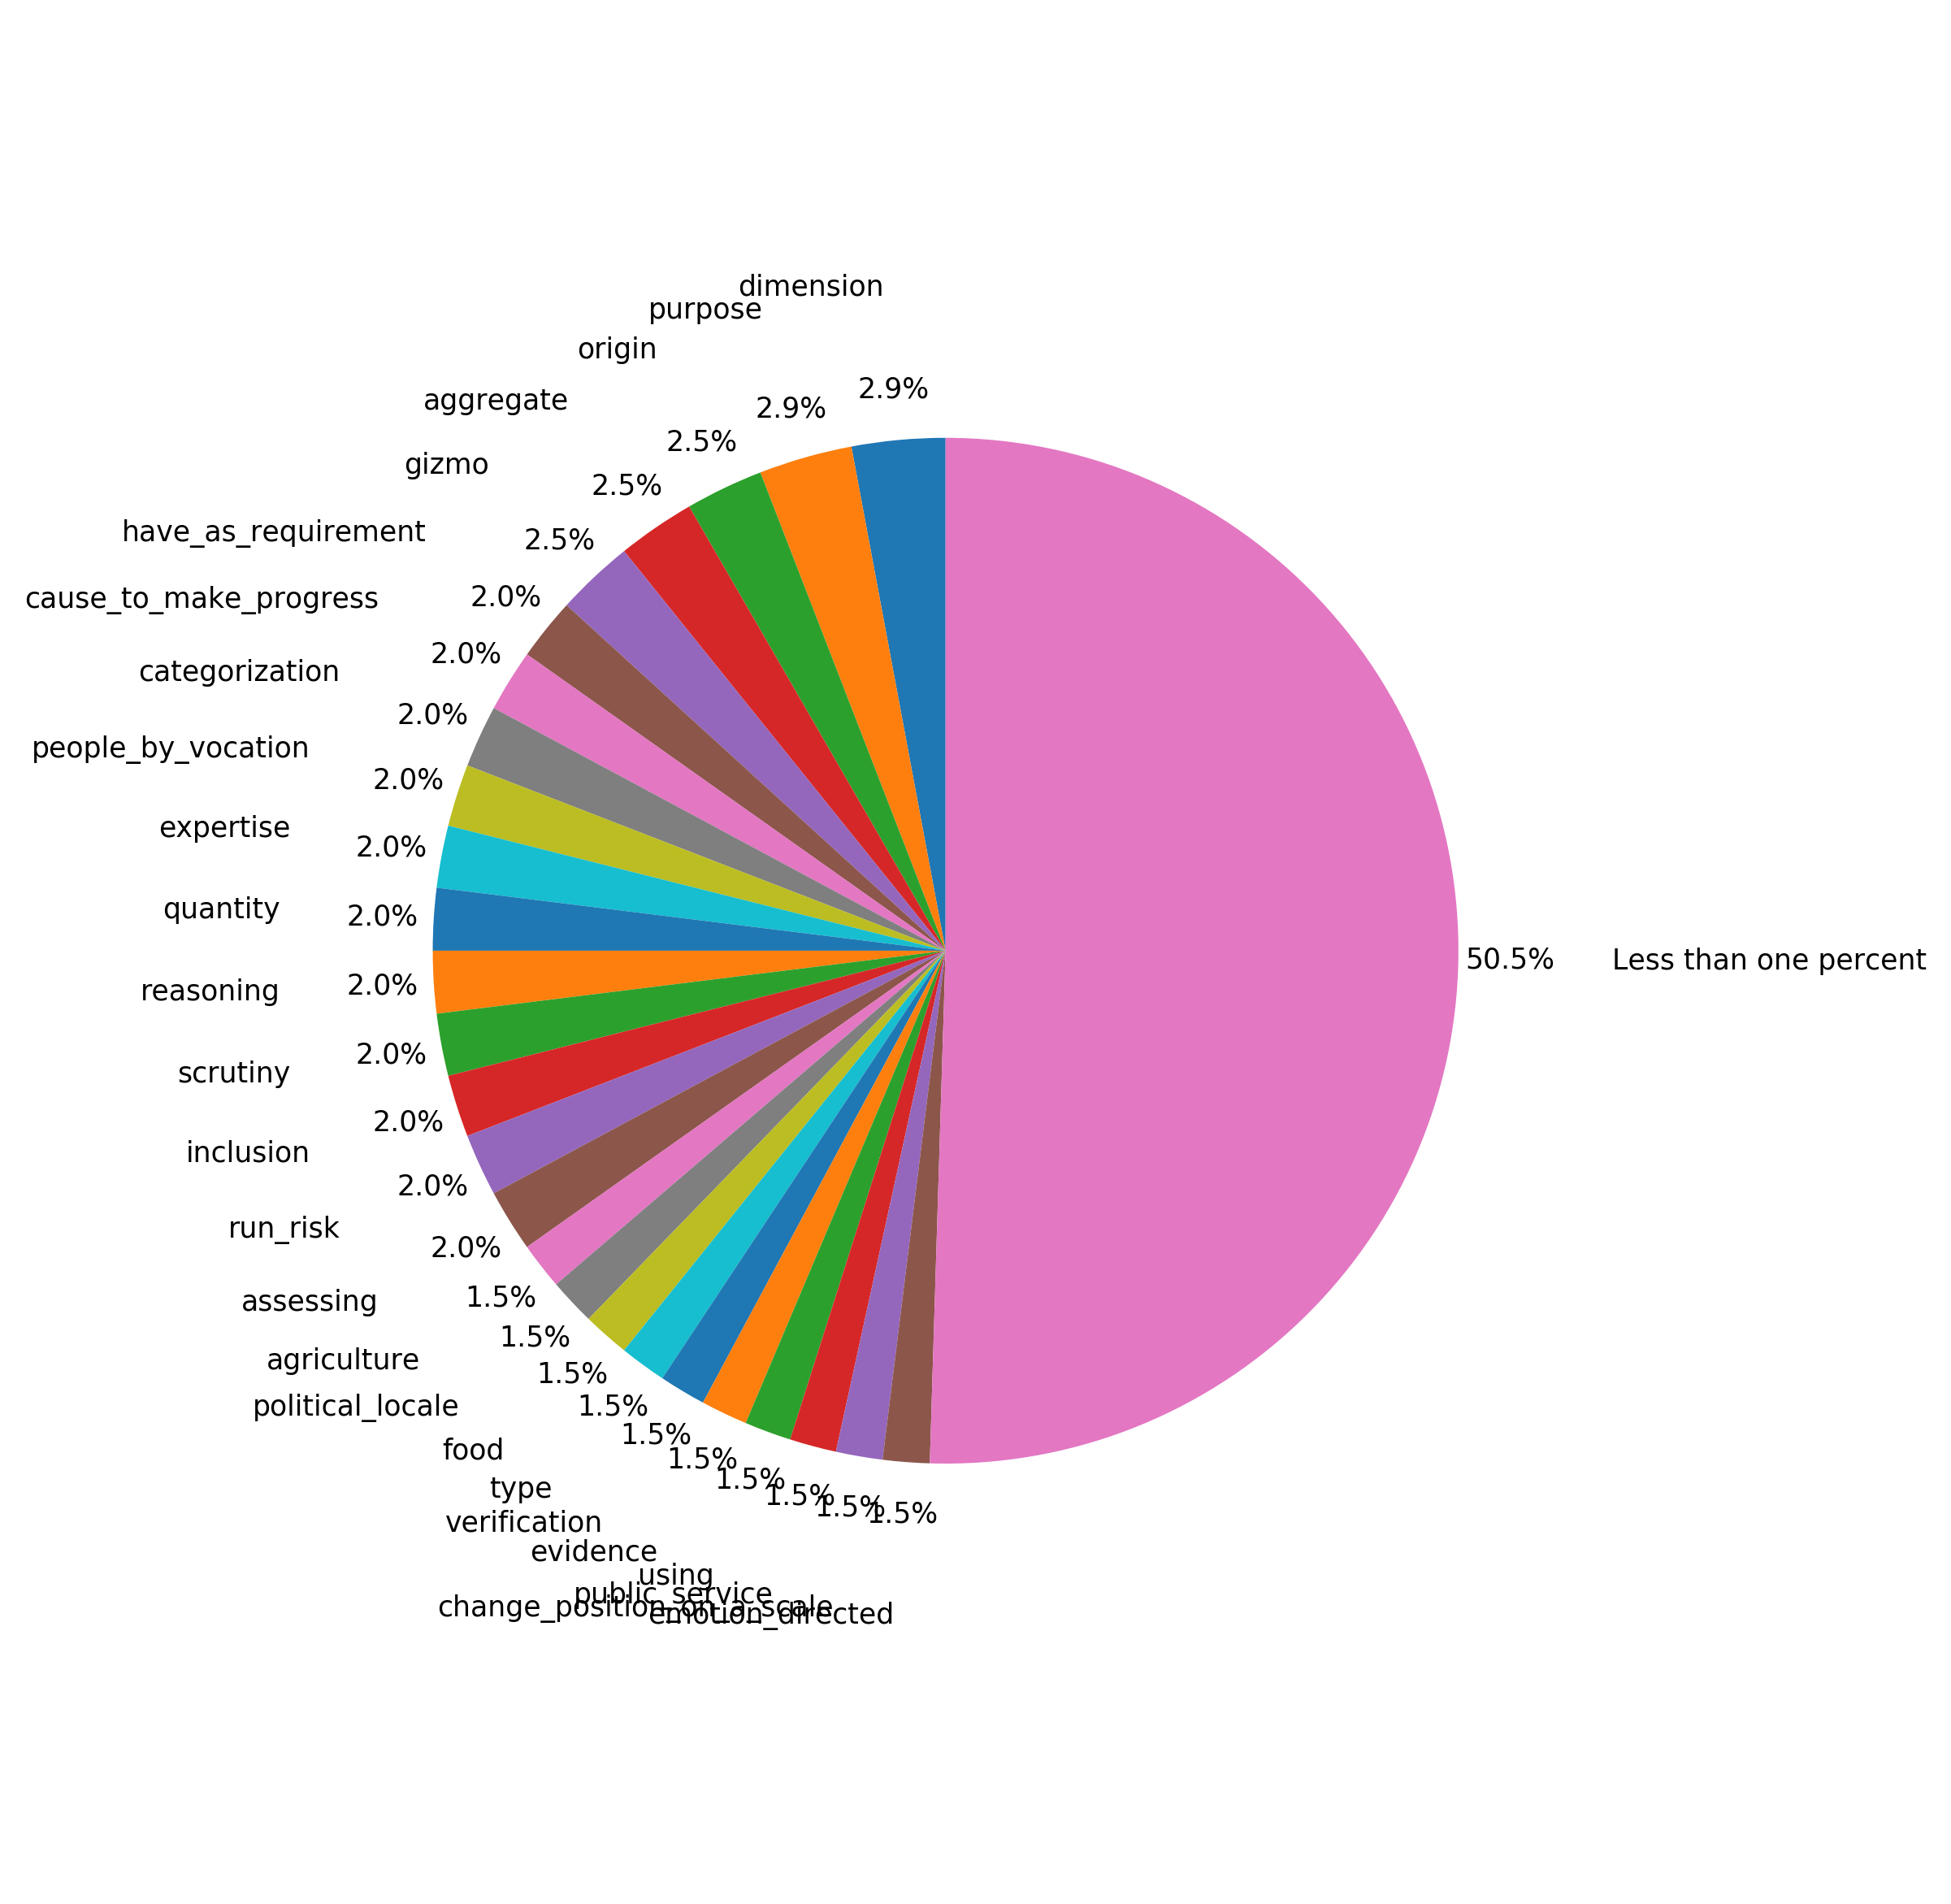 dimension
purpose
origin
aggregate
gizmo
have_as_requirement
cause_to_make_progress
categorization
people_by_vocation
expertise
quantity
reasoning
scrutiny
inclusion
run_risk
assessing
agriculture
political_locale
food
type
verification
evidence
using
public_service
change_position_on_a_scale
emotion_directed
Less than one percent
2.9%
2.9%
2.5%
2.5%
2.5%
2.0%
2.0%
2.0%
2.0%
2.0%
2.0%
2.0%
2.0%
2.0%
2.0%
2.0%
1.5%
1.5%
1.5%
1.5%
1.5%
1.5%
1.5%
1.5%
1.5%
1.5%
50.5%